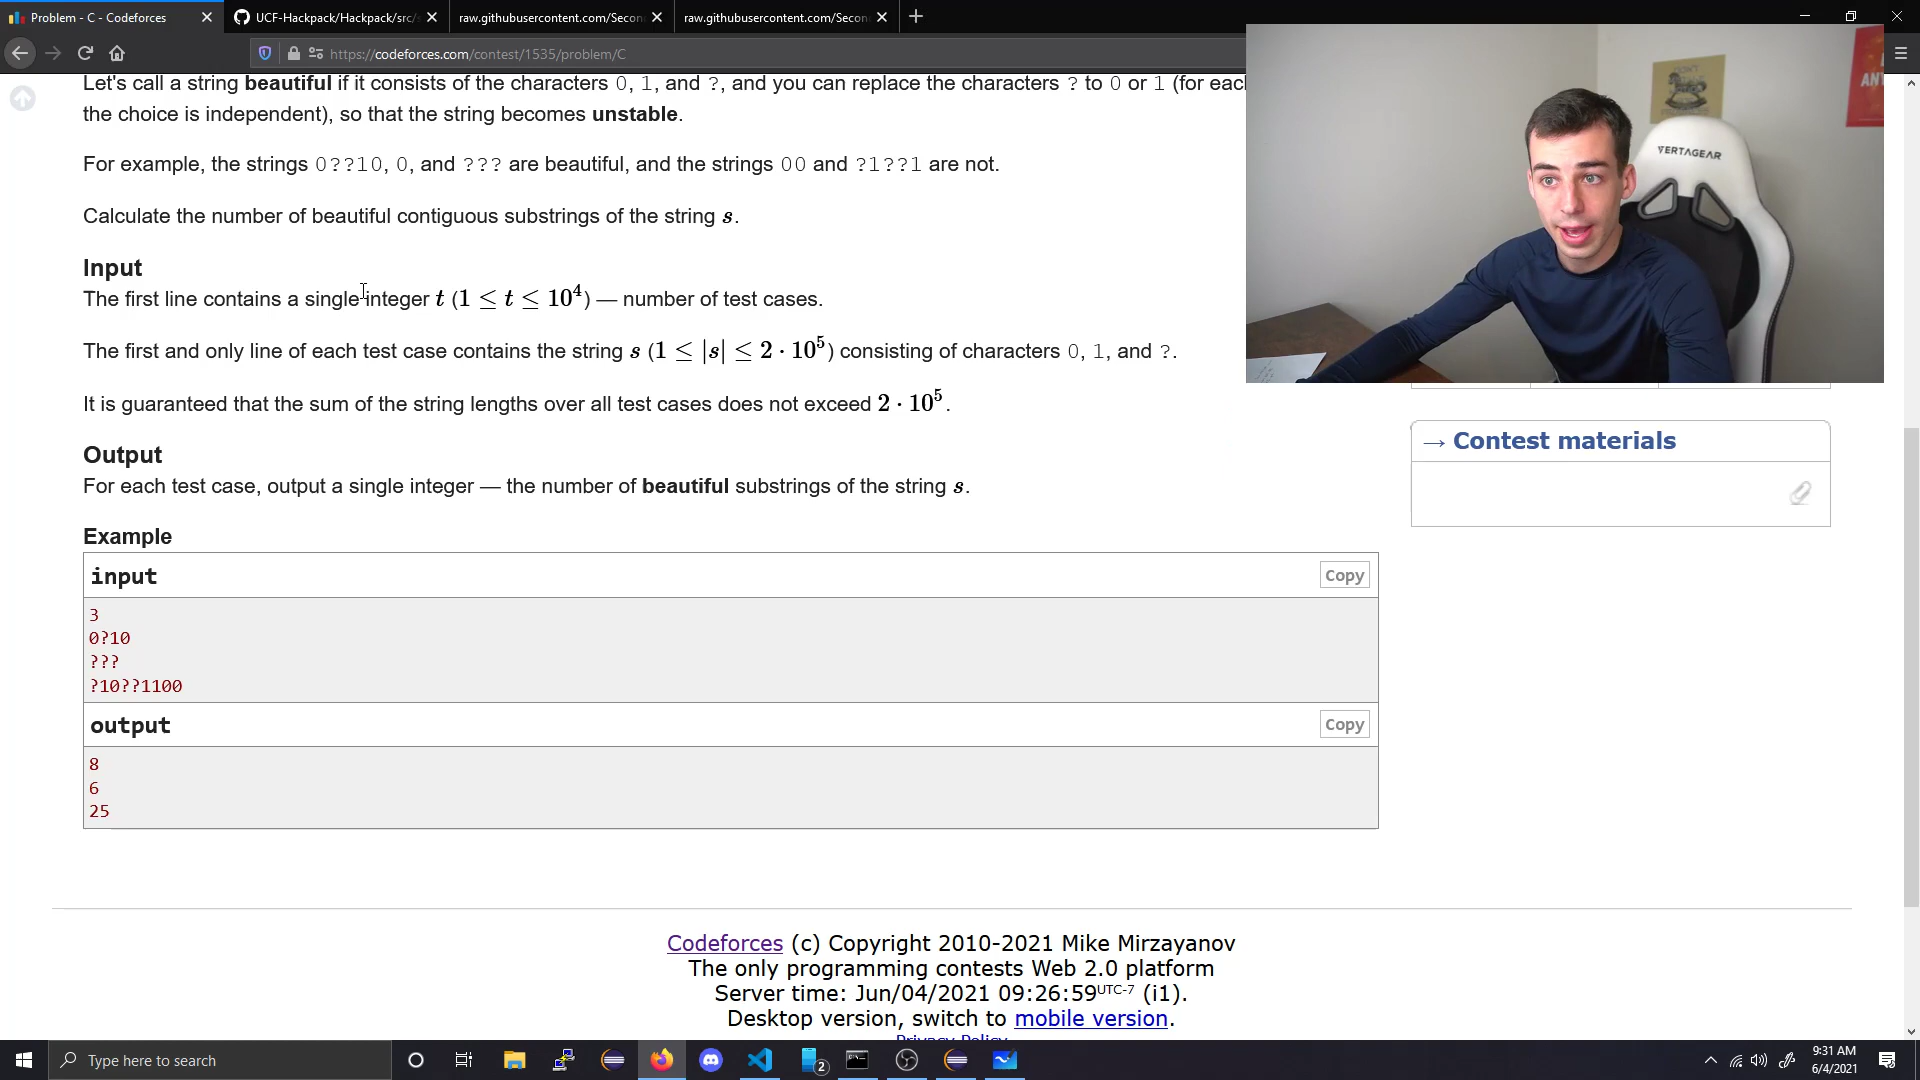 Problem - C - Codeforces
UCF-Hackpack/Hackpack/src/s
raw.githubusercontent.com/Secon
raw.githubusercontent.com/Secon
https://codeforces.com/contest/1535/problem/C
Let's call a string beautiful if it consists of the characters 0, 1, and ?, and you can replace the characters ? to 0 or 1 (for each
the choice is independent), so that the string becomes unstable.
For example, the strings 0??10, 0, and ??? are beautiful, and the strings 00 and ?1??1 are not.
Calculate the number of beautiful contiguous substrings of the string s.
Input
The first line contains a single integer t (1 ≤ t ≤ 10⁴) — number of test cases.
The first and only line of each test case contains the string s (1 ≤ |s| ≤ 2 · 10⁵) consisting of characters 0, 1, and ?.
It is guaranteed that the sum of the string lengths over all test cases does not exceed 2 · 10⁵.
Output
For each test case, output a single integer — the number of beautiful substrings of the string s.
Example
input
Copy
3
0?10
???
?10??1100
output
Copy
8
6
25
→ Contest materials
VERTAGEAR
Codeforces (c) Copyright 2010-2021 Mike Mirzayanov
The only programming contests Web 2.0 platform
Server time: Jun/04/2021 09:26:59UTC-7 (i1).
Desktop version, switch to mobile version.
Privacy Policy
Type here to search
2
9:31 AM
6/4/2021